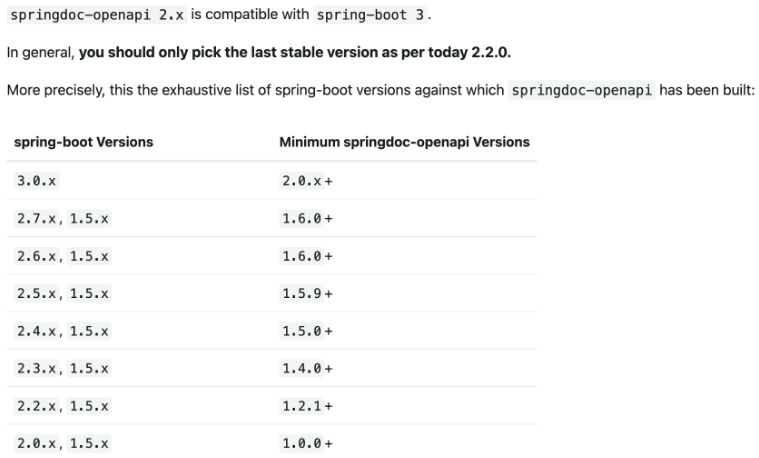 springdoc-openapi 2.x is compatible with spring-boot 3.
In general, you should only pick the last stable version as per today 2.2.0.
More precisely, this the exhaustive list of spring-boot versions against which springdoc-openapi has been built:
spring-boot Versions Minimum springdoc-openapi Versions
3.0.x 2.0.x+
2.7.x, 1.5.x 1.6.0+
2.6.x, 1.5.x 1.6.0+
2.5.x, 1.5.x 1.5.9+
2.4.x, 1.5.x 1.5.0+
2.3.x, 1.5.x 1.4.0+
2.2.x, 1.5.x 1.2.1+
2.0.x, 1.5.x 1.0.0+